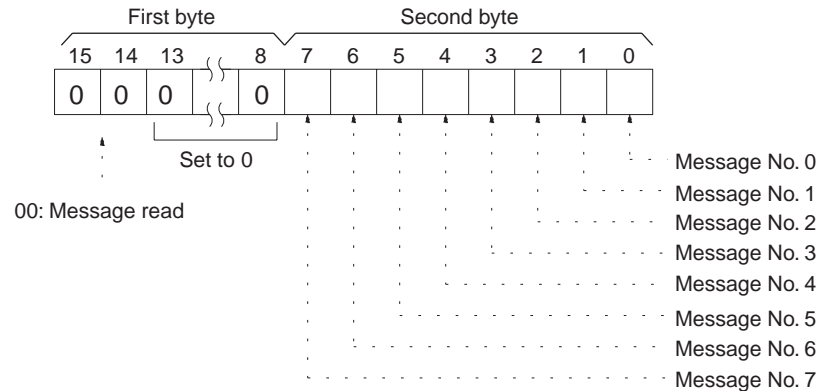 First byte Second byte
15 14 13 8 7 6 5 4 3 2 1 0
0 0 0 0
Set to 0
00: Message read
Message No. 0
Message No. 1
Message No. 2
Message No. 3
Message No. 4
Message No. 5
Message No. 6
Message No. 7